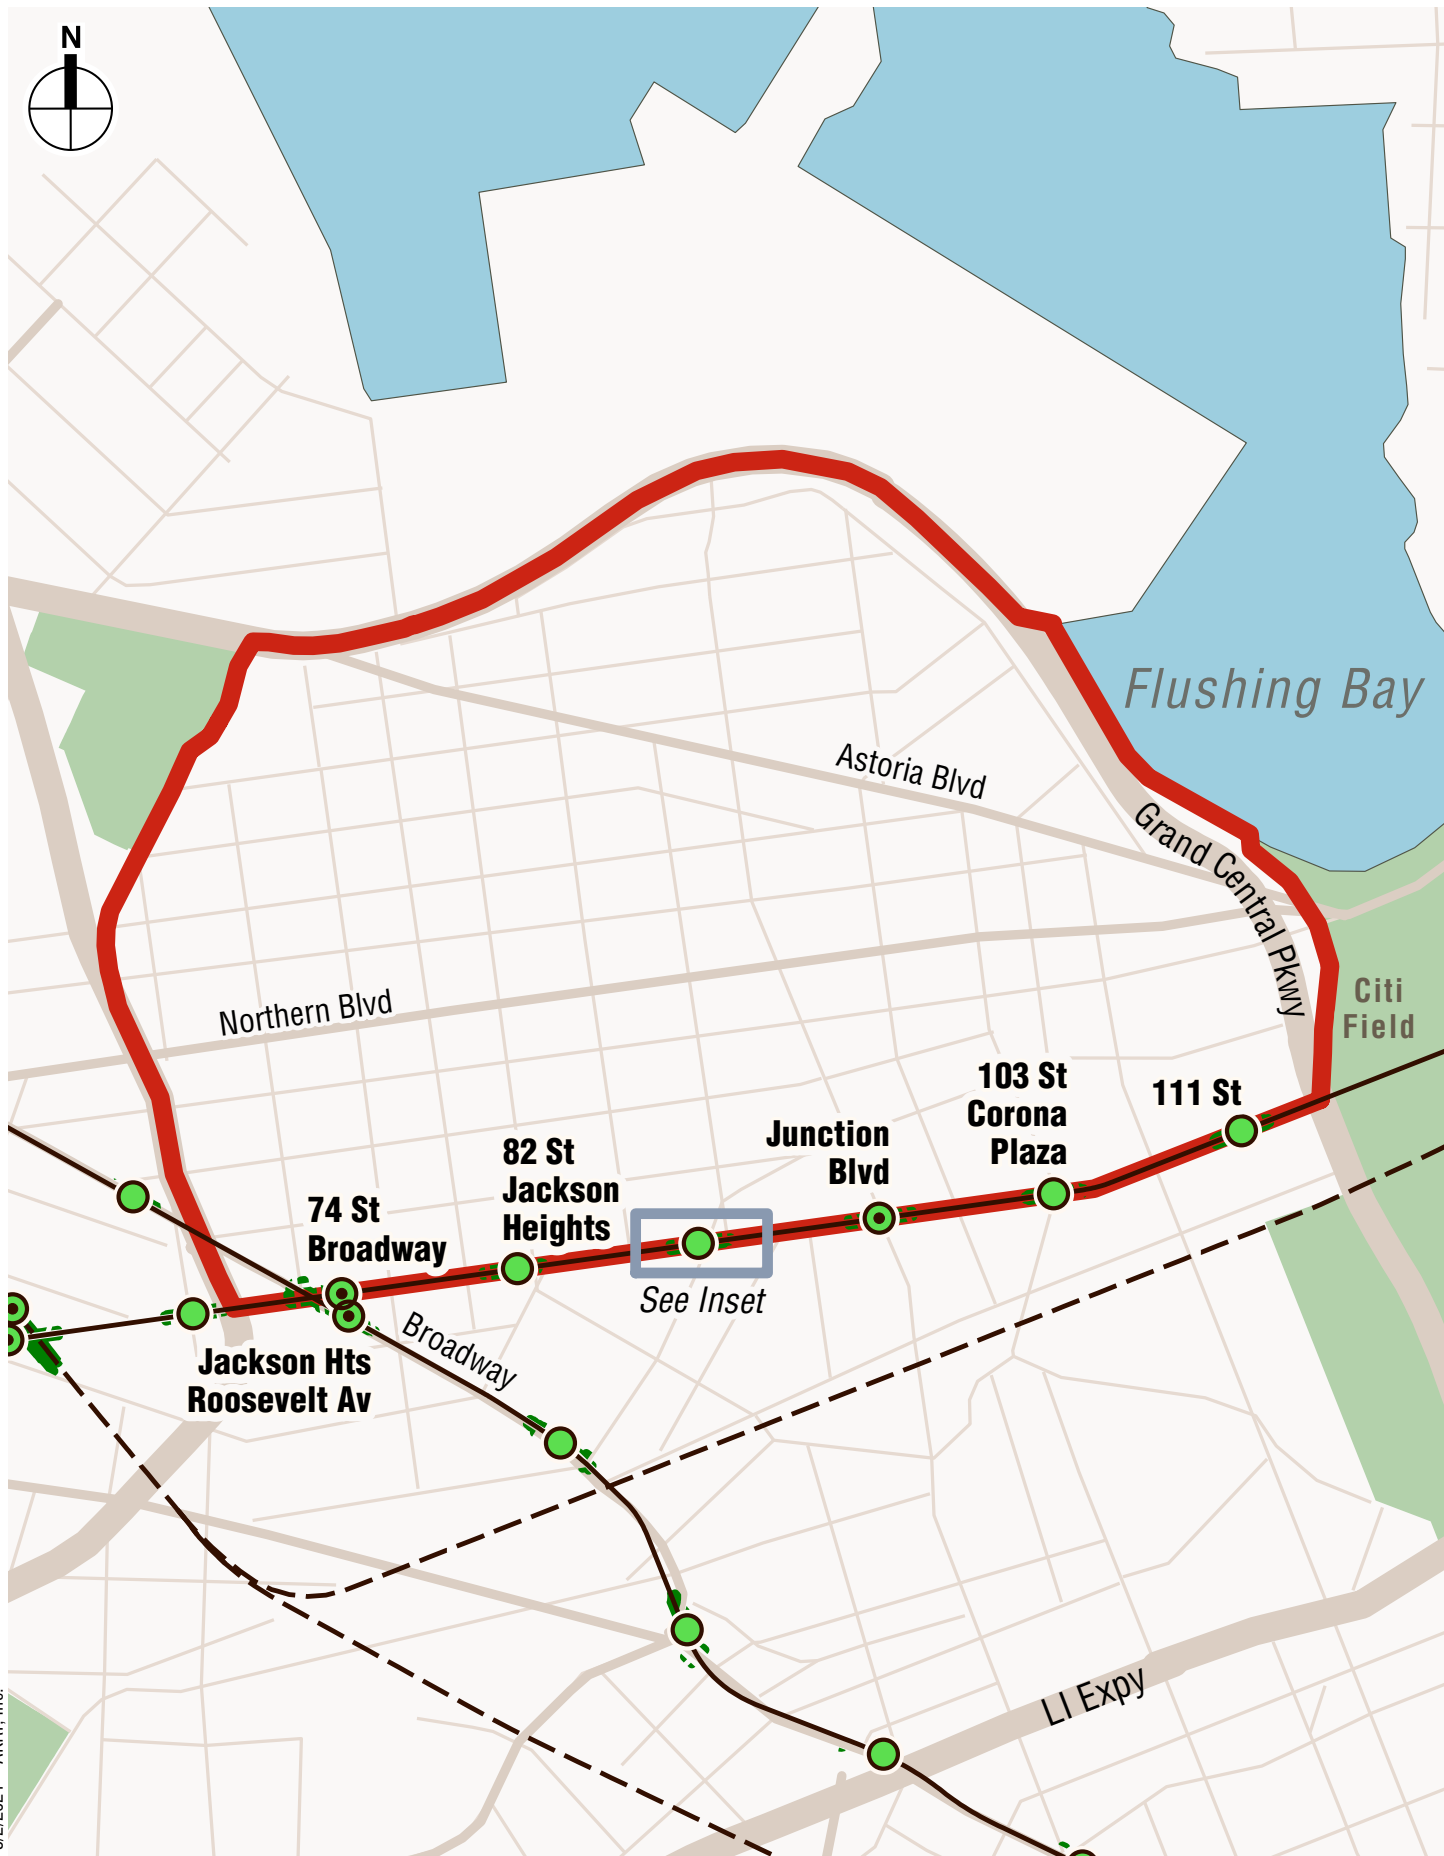 N
Flushing Bay
Astoria Blvd
Grand Central Pkwy
Citi
Field
Northern Blvd
103 St
Corona
Plaza
111 St
Junction
Blvd
82 St
Jackson
Heights
74 St
Broadway
See Inset
Broadway
Jackson Hts
Roosevelt Av
LI Expy